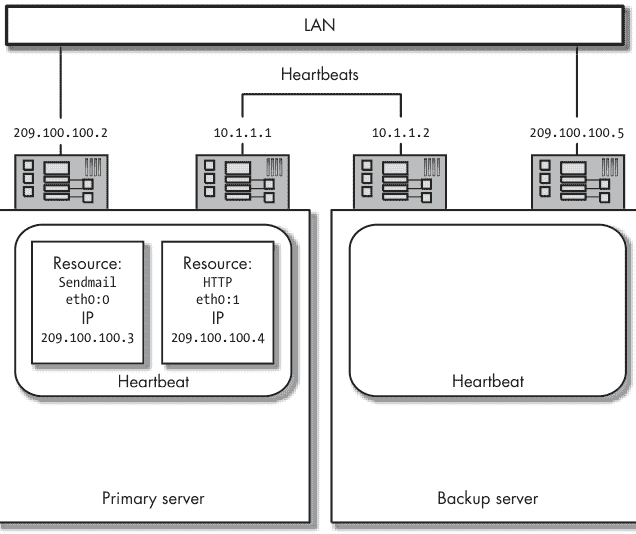 LAN
Heartbeats
209.100.100.2
10.1.1.1
10.1.1.2
209.100.100.5
Resource:
Sendmail
eth0:0
IP
209.100.100.3
Resource:
HTTP
eth0:1
IP
209.100.100.4
Heartbeat
Heartbeat
Primary server
Backup server